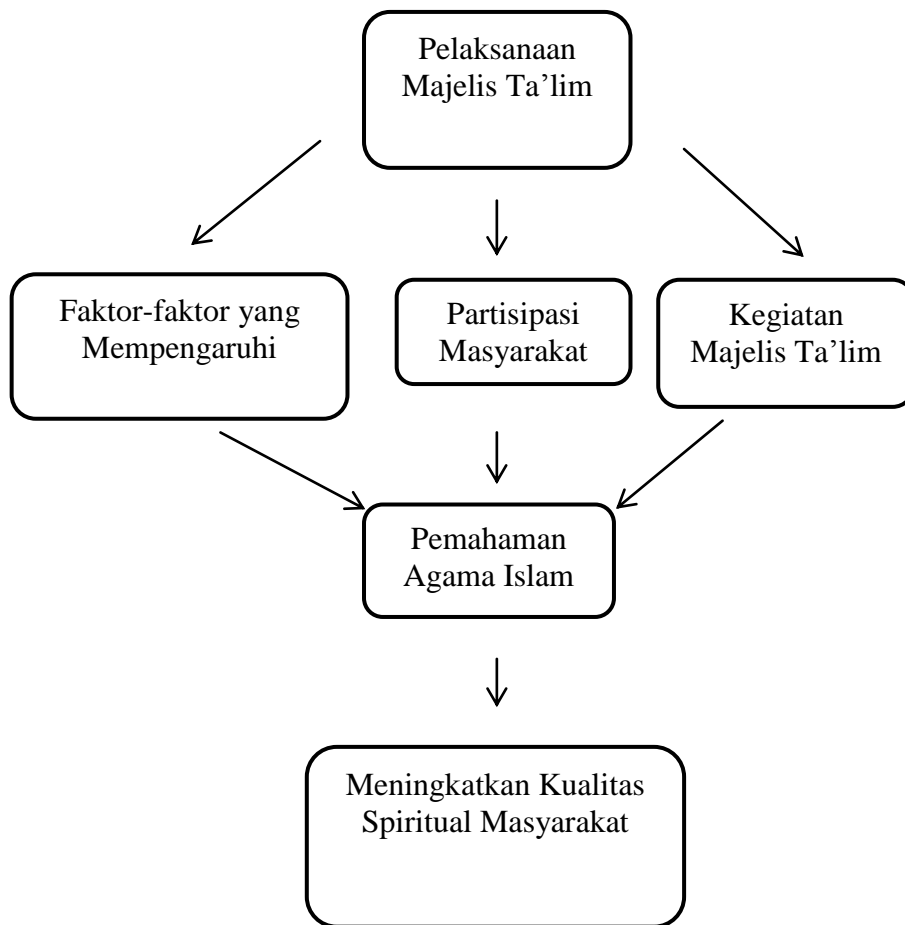 Pelaksanaan
Majelis Ta’lim
Faktor-faktor yang
Mempengaruhi
Partisipasi
Masyarakat
Kegiatan
Majelis Ta’lim
Pemahaman
Agama Islam
Meningkatkan Kualitas
Spiritual Masyarakat